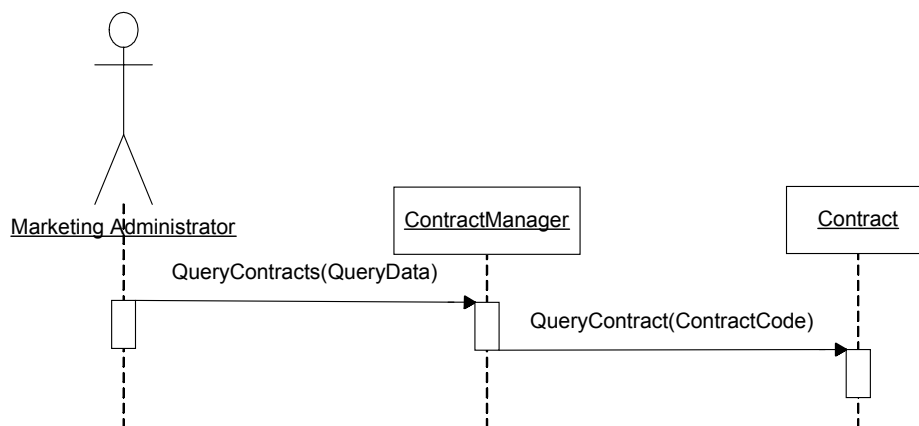 Marketing Administrator
ContractManager
Contract
QueryContracts(QueryData)
QueryContract(ContractCode)